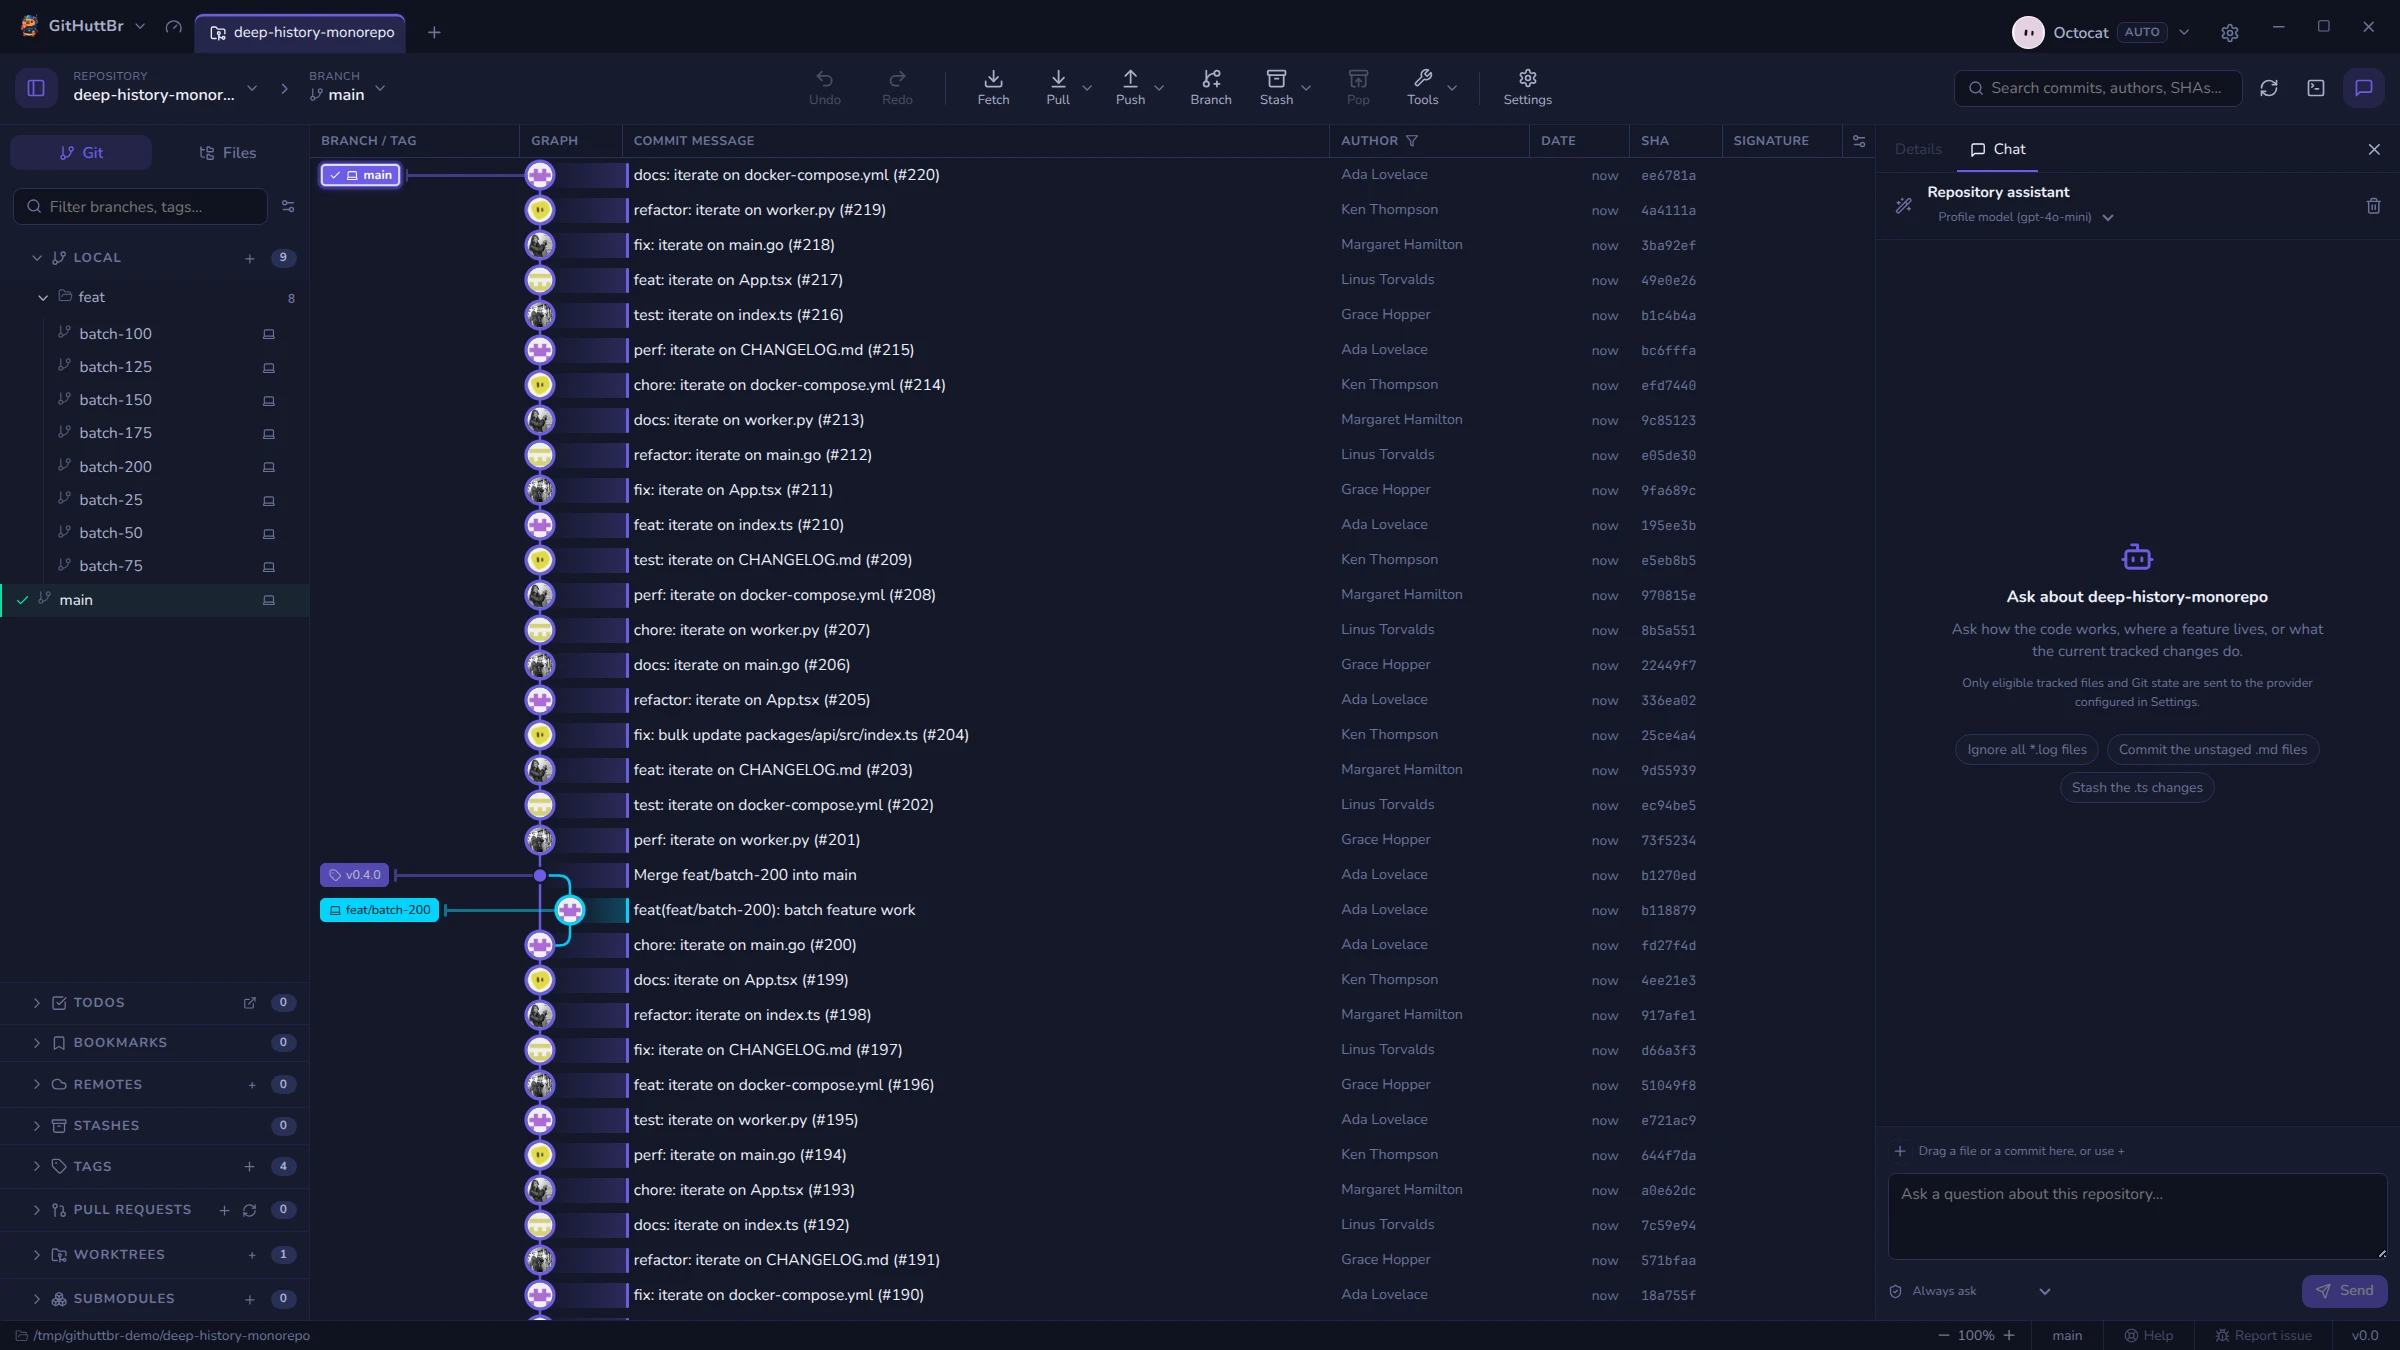 GitHuttBr
deep-history-monorepo
Octocat AUTO
REPOSITORY
deep-history-monor...
BRANCH
main
Undo
Redo
Fetch
Pull
Push
Branch
Stash
Pop
Tools
Settings
Search commits, authors, SHAs...
Git
Files
Filter branches, tags...
LOCAL 9
feat 8
batch-100
batch-125
batch-150
batch-175
batch-200
batch-25
batch-50
batch-75
main
TODOS 0
BOOKMARKS 0
REMOTES 0
STASHES 0
TAGS 4
PULL REQUESTS 0
WORKTREES 1
SUBMODULES 0
BRANCH / TAG GRAPH COMMIT MESSAGE AUTHOR DATE SHA SIGNATURE
main docs: iterate on docker-compose.yml (#220) Ada Lovelace now ee6781a
refactor: iterate on worker.py (#219) Ken Thompson now 4a4111a
fix: iterate on main.go (#218) Margaret Hamilton now 3ba92ef
feat: iterate on App.tsx (#217) Linus Torvalds now 49e0e26
test: iterate on index.ts (#216) Grace Hopper now b1c4b4a
perf: iterate on CHANGELOG.md (#215) Ada Lovelace now bc6fffa
chore: iterate on docker-compose.yml (#214) Ken Thompson now efd7440
docs: iterate on worker.py (#213) Margaret Hamilton now 9c85123
refactor: iterate on main.go (#212) Linus Torvalds now e05de30
fix: iterate on App.tsx (#211) Grace Hopper now 9fa689c
feat: iterate on index.ts (#210) Ada Lovelace now 195ee3b
test: iterate on CHANGELOG.md (#209) Ken Thompson now e5eb8b5
perf: iterate on docker-compose.yml (#208) Margaret Hamilton now 970815e
chore: iterate on worker.py (#207) Linus Torvalds now 8b5a551
docs: iterate on main.go (#206) Grace Hopper now 22449f7
refactor: iterate on App.tsx (#205) Ada Lovelace now 336ea02
fix: bulk update packages/api/src/index.ts (#204) Ken Thompson now 25ce4a4
feat: iterate on CHANGELOG.md (#203) Margaret Hamilton now 9d55939
test: iterate on docker-compose.yml (#202) Linus Torvalds now ec94be5
perf: iterate on worker.py (#201) Grace Hopper now 73f5234
v0.4.0 Merge feat/batch-200 into main Ada Lovelace now b1270ed
feat/batch-200 feat(feat/batch-200): batch feature work Ada Lovelace now b118879
chore: iterate on main.go (#200) Ada Lovelace now fd27f4d
docs: iterate on App.tsx (#199) Ken Thompson now 4ee21e3
refactor: iterate on index.ts (#198) Margaret Hamilton now 917afe1
fix: iterate on CHANGELOG.md (#197) Linus Torvalds now d66a3f3
feat: iterate on docker-compose.yml (#196) Grace Hopper now 51049f8
test: iterate on worker.py (#195) Ada Lovelace now e721ac9
perf: iterate on main.go (#194) Ken Thompson now 644f7da
chore: iterate on App.tsx (#193) Margaret Hamilton now a0e62dc
docs: iterate on index.ts (#192) Linus Torvalds now 7c59e94
refactor: iterate on CHANGELOG.md (#191) Grace Hopper now 571bfaa
fix: iterate on docker-compose.yml (#190) Ada Lovelace now 18a755f
Details
Chat
Repository assistant
Profile model (gpt-4o-mini)
Ask about deep-history-monorepo
Ask how the code works, where a feature lives, or what
the current tracked changes do.
Only eligible tracked files and Git state are sent to the provider
configured in Settings.
Ignore all *.log files
Commit the unstaged .md files
Stash the .ts changes
Drag a file or a commit here, or use +
Ask a question about this repository...
Always ask
Send
/tmp/githuttbr-demo/deep-history-monorepo
100%
main
Help
Report issue
v0.0